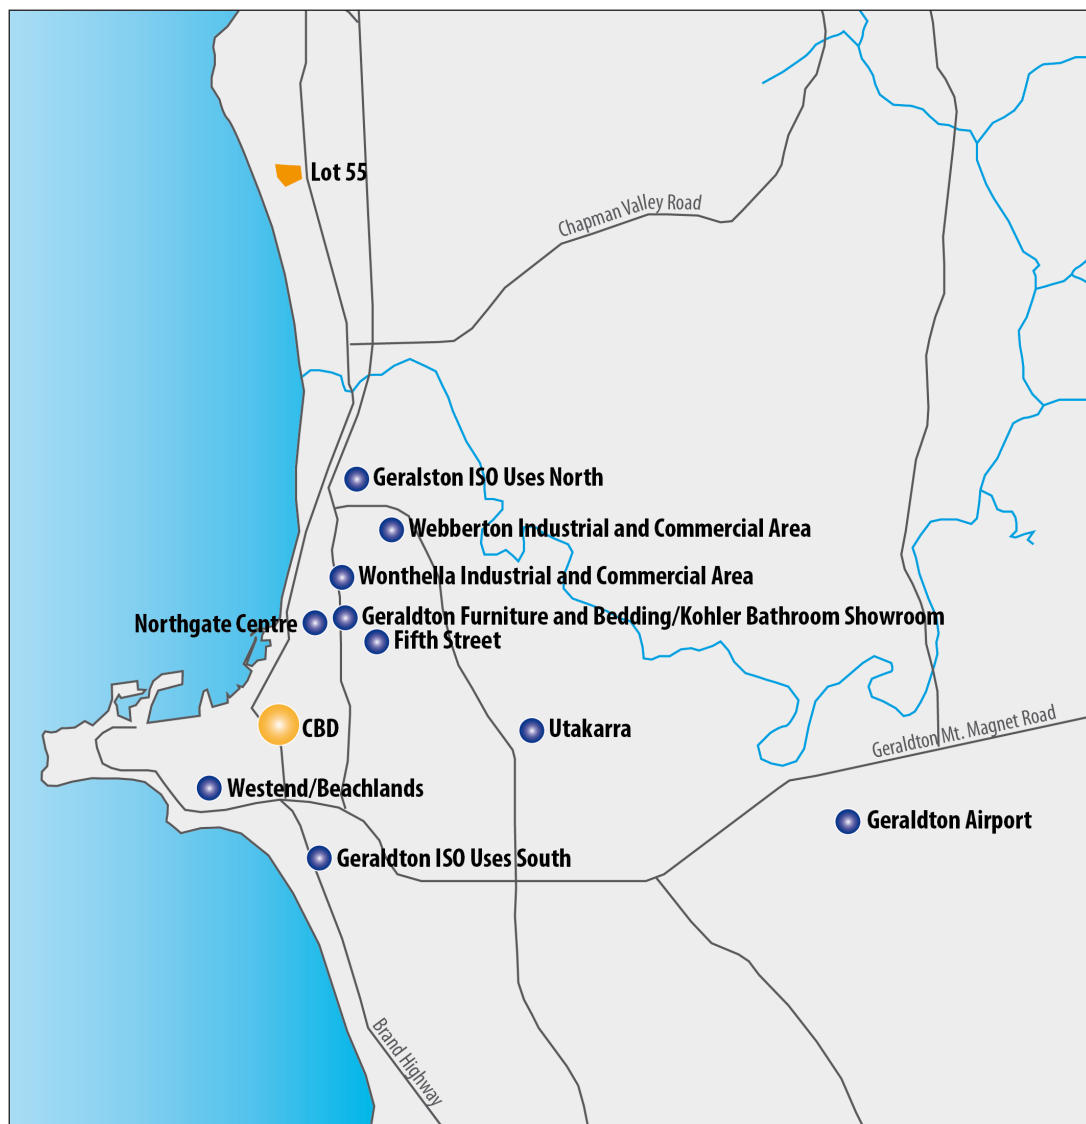 Lot 55
Chapman Valley Road
Geralston ISO Uses North
Webberton Industrial and Commercial Area
Wonthella Industrial and Commercial Area
Geraldton Furniture and Bedding/Kohler Bathroom Showroom
Northgate Centre
Fifth Street
CBD
Utakarra
Geraldton Mt. Magnet Road
Westend/Beachlands
Geraldton Airport
Geraldton ISO Uses South
Brand Highway